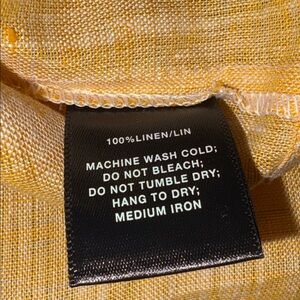 100%LINEN/LIN
MACHINE WASH COLD;
DO NOT BLEACH;
DO NOT TUMBLE DRY;
HANG TO DRY;
MEDIUM IRON